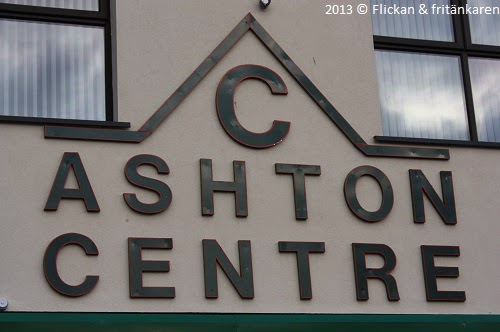 2013 © Flickan & fritänkaren
C
ASHTON
CENTRE